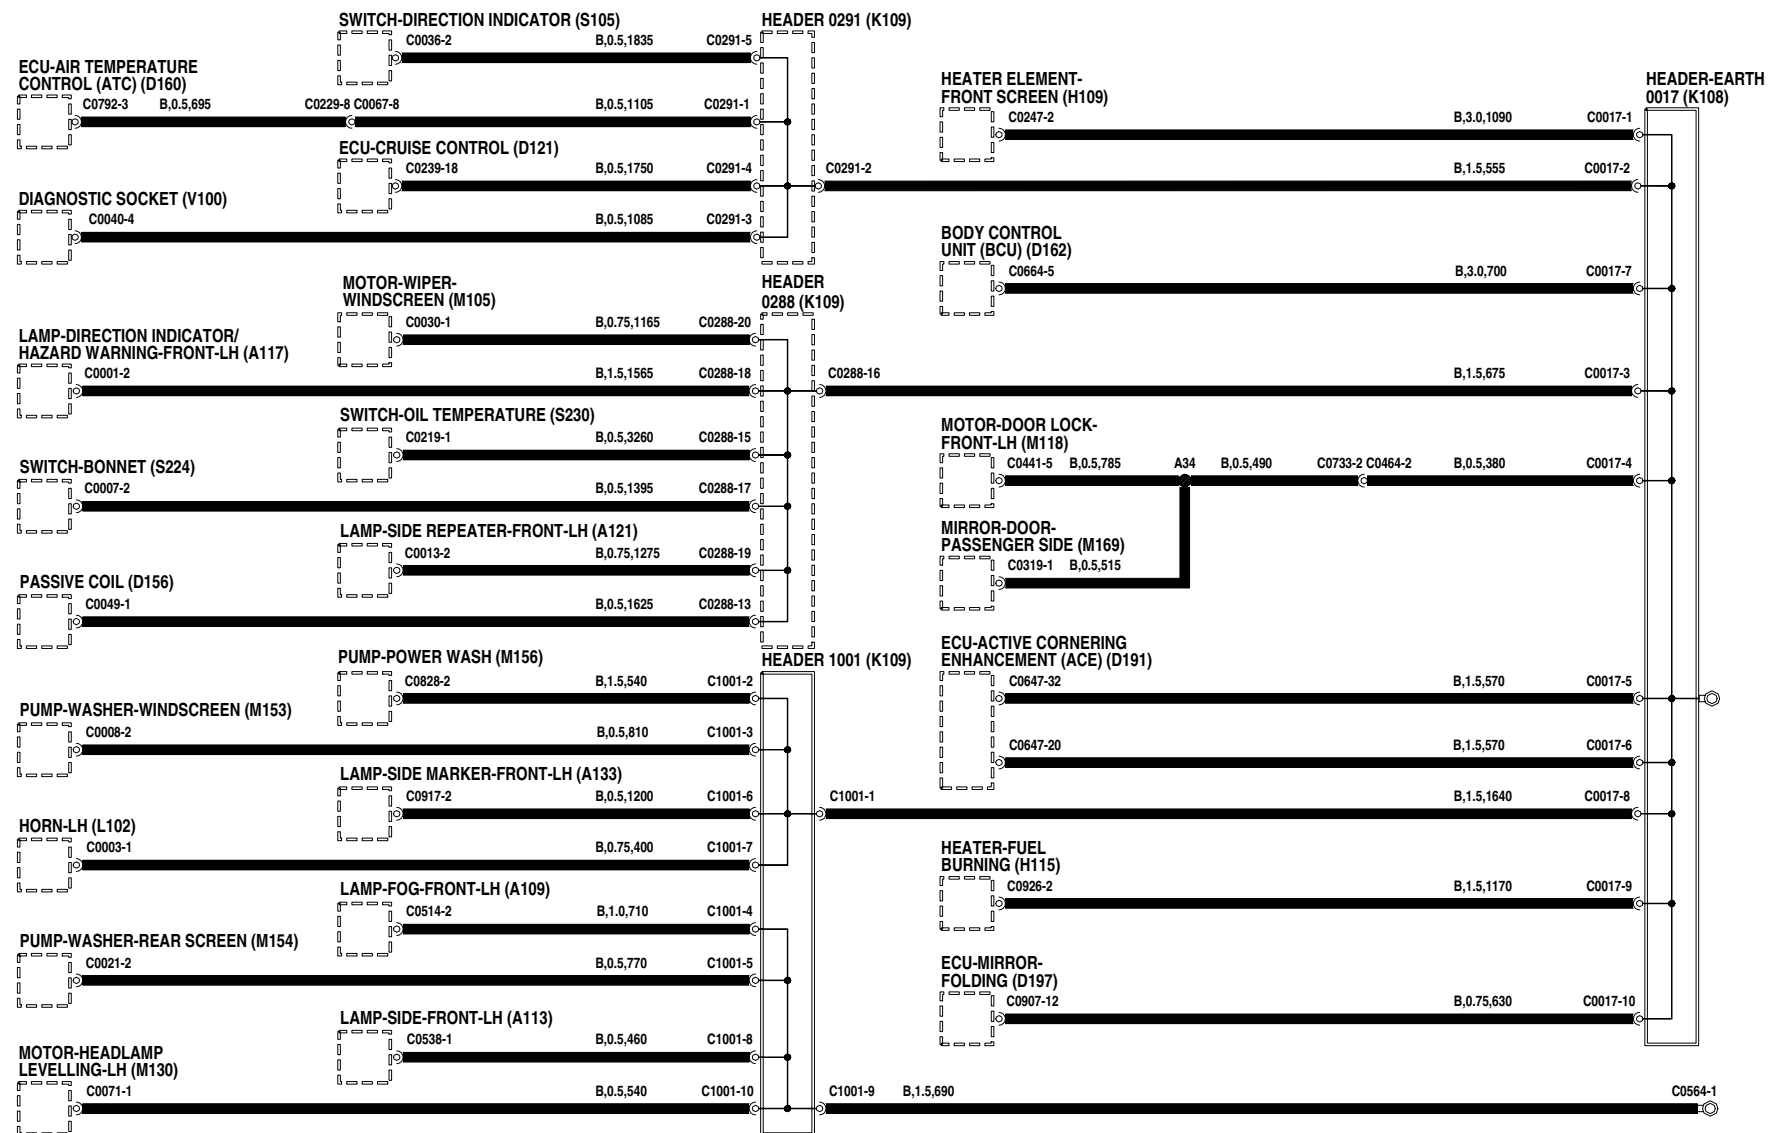 SWITCH-DIRECTION INDICATOR (S105)
C0036-2 B,0.5,1835 C0291-5
HEADER 0291 (K109)
ECU-AIR TEMPERATURE
CONTROL (ATC) (D160)
C0792-3 B,0.5,695 C0229-8 C0067-8 B,0.5,1105 C0291-1
ECU-CRUISE CONTROL (D121)
C0239-18 B,0.5,1750 C0291-4
C0291-2 B,1.5,555 C0017-2
DIAGNOSTIC SOCKET (V100)
C0040-4 B,0.5,1085 C0291-3
HEATER ELEMENT-
FRONT SCREEN (H109)
C0247-2 B,3.0,1090 C0017-1
HEADER-EARTH
0017 (K108)
BODY CONTROL
UNIT (BCU) (D162)
C0664-5 B,3.0,700 C0017-7
MOTOR-WIPER-
WINDSCREEN (M105)
C0030-1 B,0.75,1165 C0288-20
HEADER
0288 (K109)
LAMP-DIRECTION INDICATOR/
HAZARD WARNING-FRONT-LH (A117)
C0001-2 B,1.5,1565 C0288-18
C0288-16 B,1.5,675 C0017-3
SWITCH-OIL TEMPERATURE (S230)
C0219-1 B,0.5,3260 C0288-15
SWITCH-BONNET (S224)
C0007-2 B,0.5,1395 C0288-17
LAMP-SIDE REPEATER-FRONT-LH (A121)
C0013-2 B,0.75,1275 C0288-19
PASSIVE COIL (D156)
C0049-1 B,0.5,1625 C0288-13
MOTOR-DOOR LOCK-
FRONT-LH (M118)
C0441-5 B,0.5,785 A34 B,0.5,490 C0733-2 C0464-2 B,0.5,380 C0017-4
MIRROR-DOOR-
PASSENGER SIDE (M169)
C0319-1 B,0.5,515
PUMP-POWER WASH (M156)
C0828-2 B,1.5,540 C1001-2
HEADER 1001 (K109)
PUMP-WASHER-WINDSCREEN (M153)
C0008-2 B,0.5,810 C1001-3
LAMP-SIDE MARKER-FRONT-LH (A133)
C0917-2 B,0.5,1200 C1001-6
C1001-1 B,1.5,1640 C0017-8
HORN-LH (L102)
C0003-1 B,0.75,400 C1001-7
LAMP-FOG-FRONT-LH (A109)
C0514-2 B,1.0,710 C1001-4
PUMP-WASHER-REAR SCREEN (M154)
C0021-2 B,0.5,770 C1001-5
LAMP-SIDE-FRONT-LH (A113)
C0538-1 B,0.5,460 C1001-8
MOTOR-HEADLAMP
LEVELLING-LH (M130)
C0071-1 B,0.5,540 C1001-10
C1001-9 B,1.5,690 C0564-1
ECU-ACTIVE CORNERING
ENHANCEMENT (ACE) (D191)
C0647-32 B,1.5,570 C0017-5
C0647-20 B,1.5,570 C0017-6
HEATER-FUEL
BURNING (H115)
C0926-2 B,1.5,1170 C0017-9
ECU-MIRROR-
FOLDING (D197)
C0907-12 B,0.75,630 C0017-10